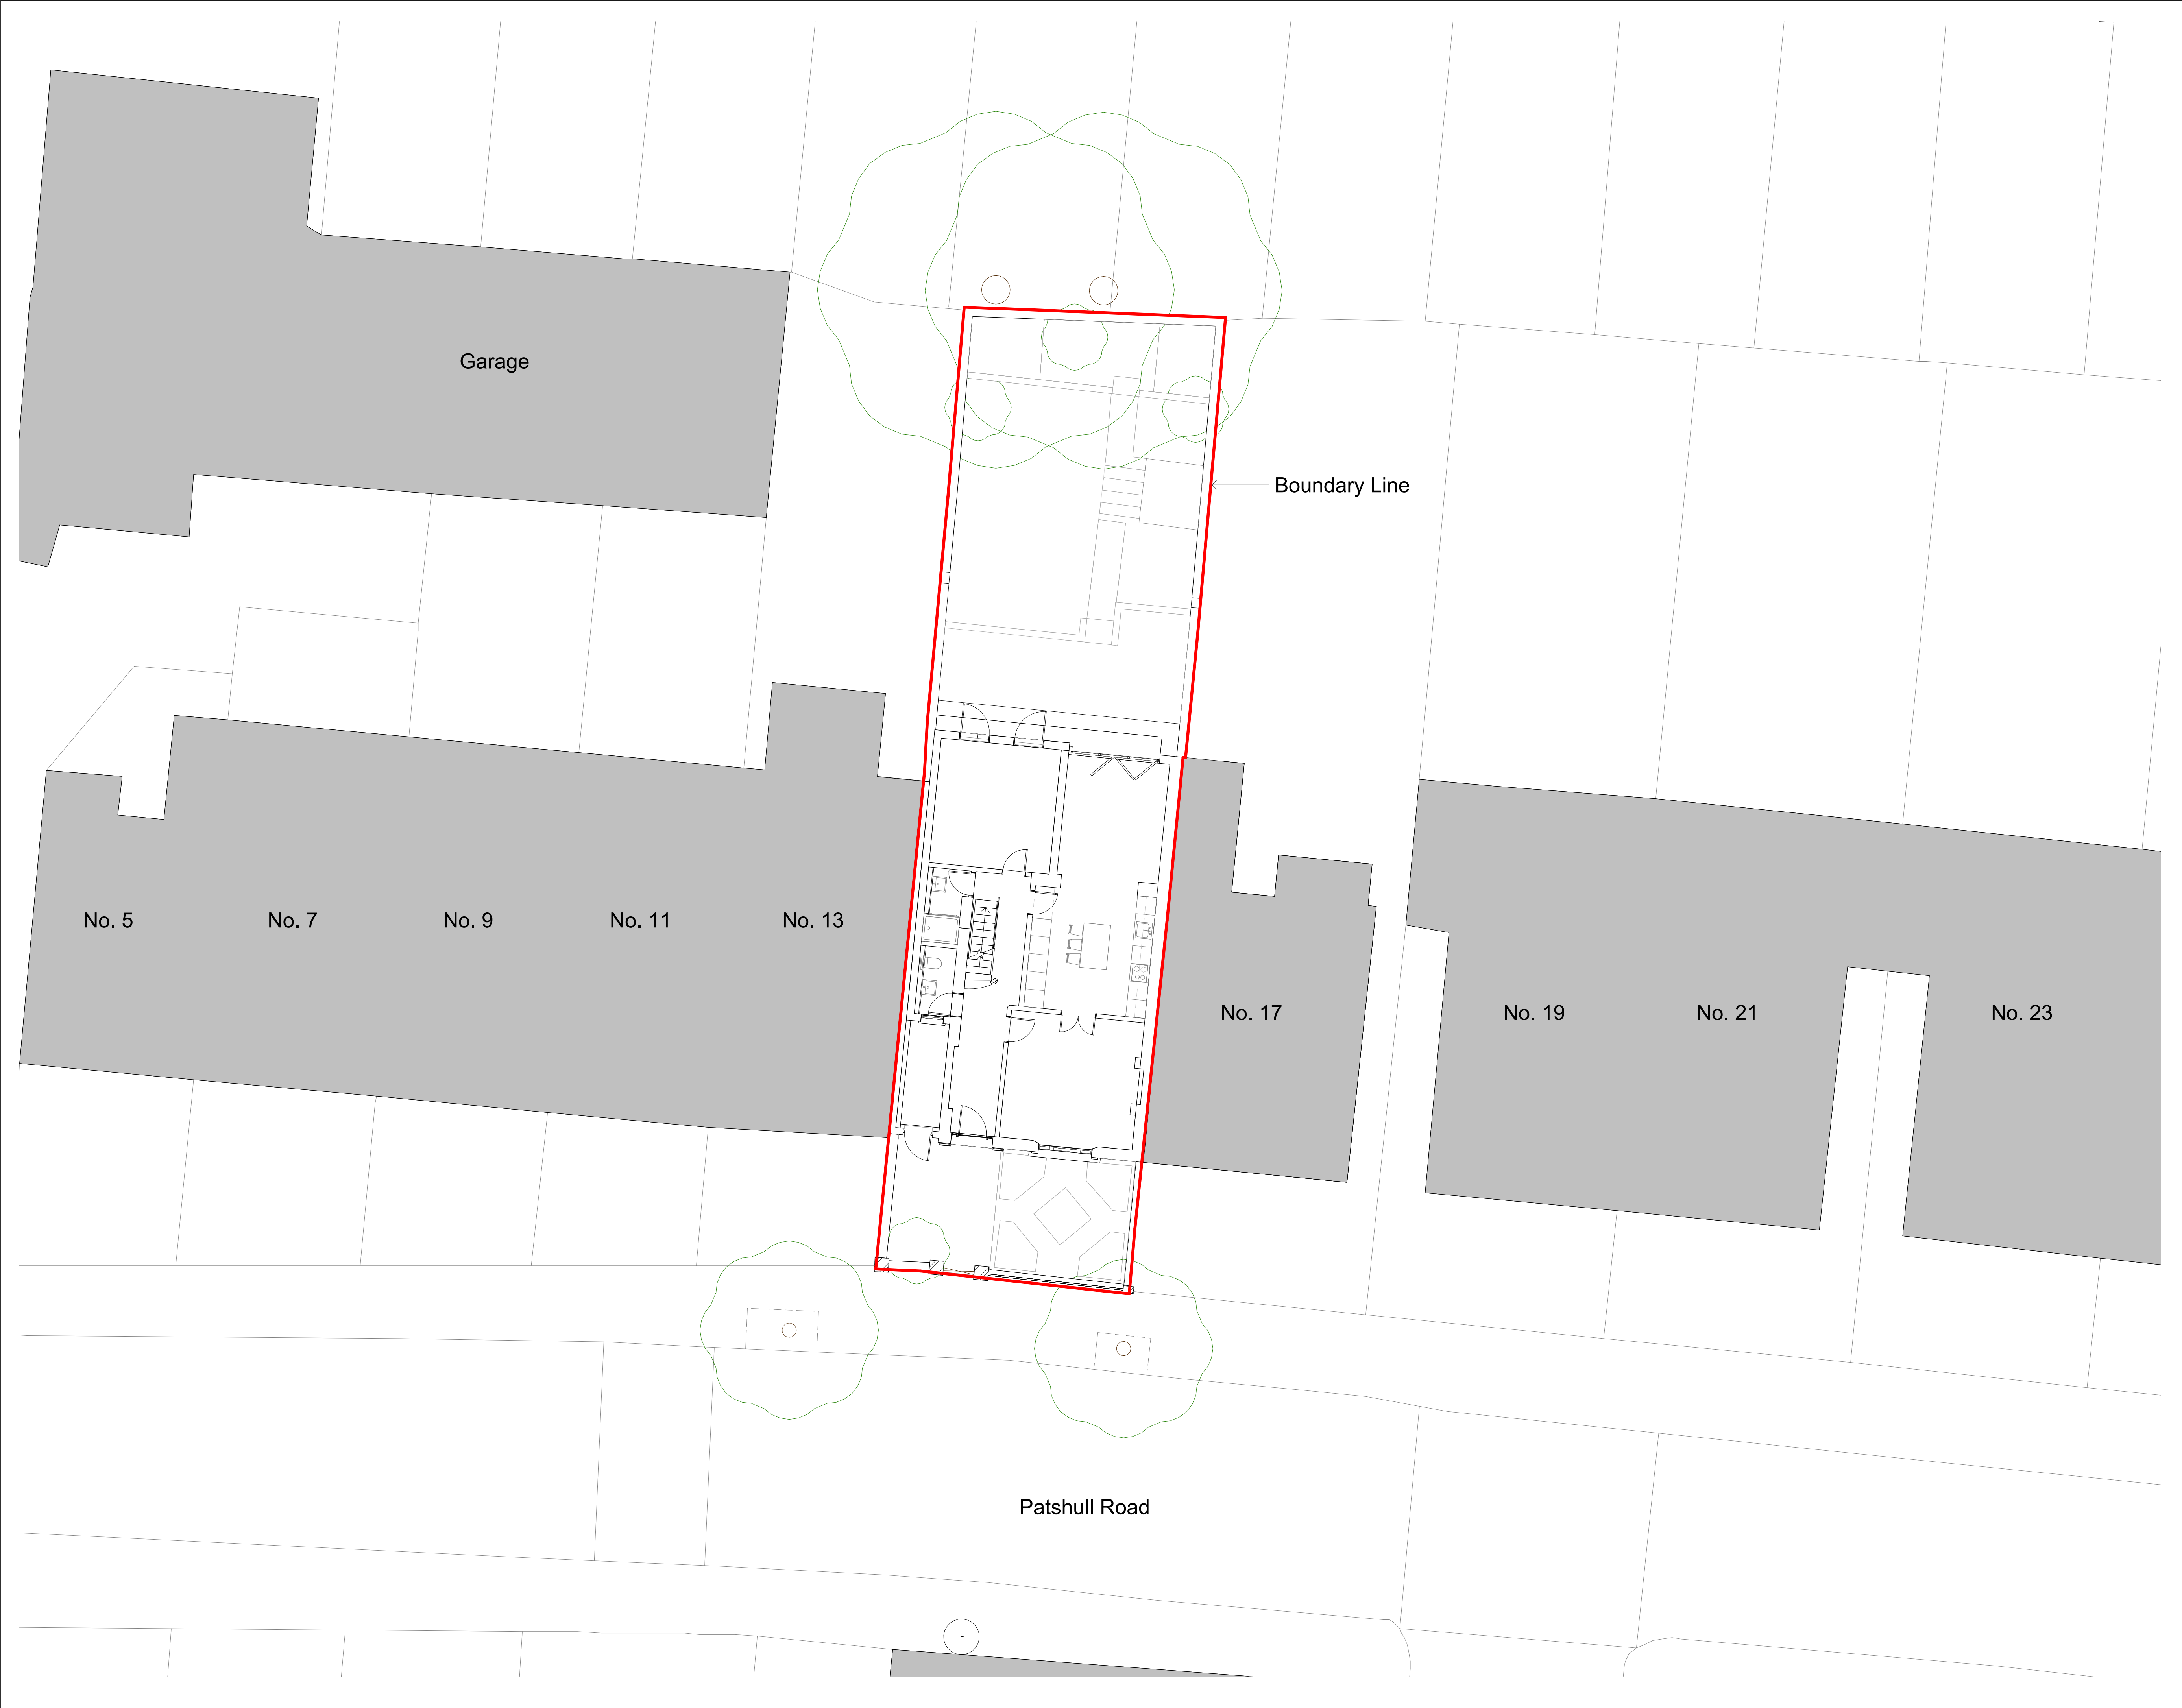 Garage
Boundary Line
No. 5
No. 7
No. 9
No. 11
No. 13
No. 17
No. 19
No. 21
No. 23
Patshull Road